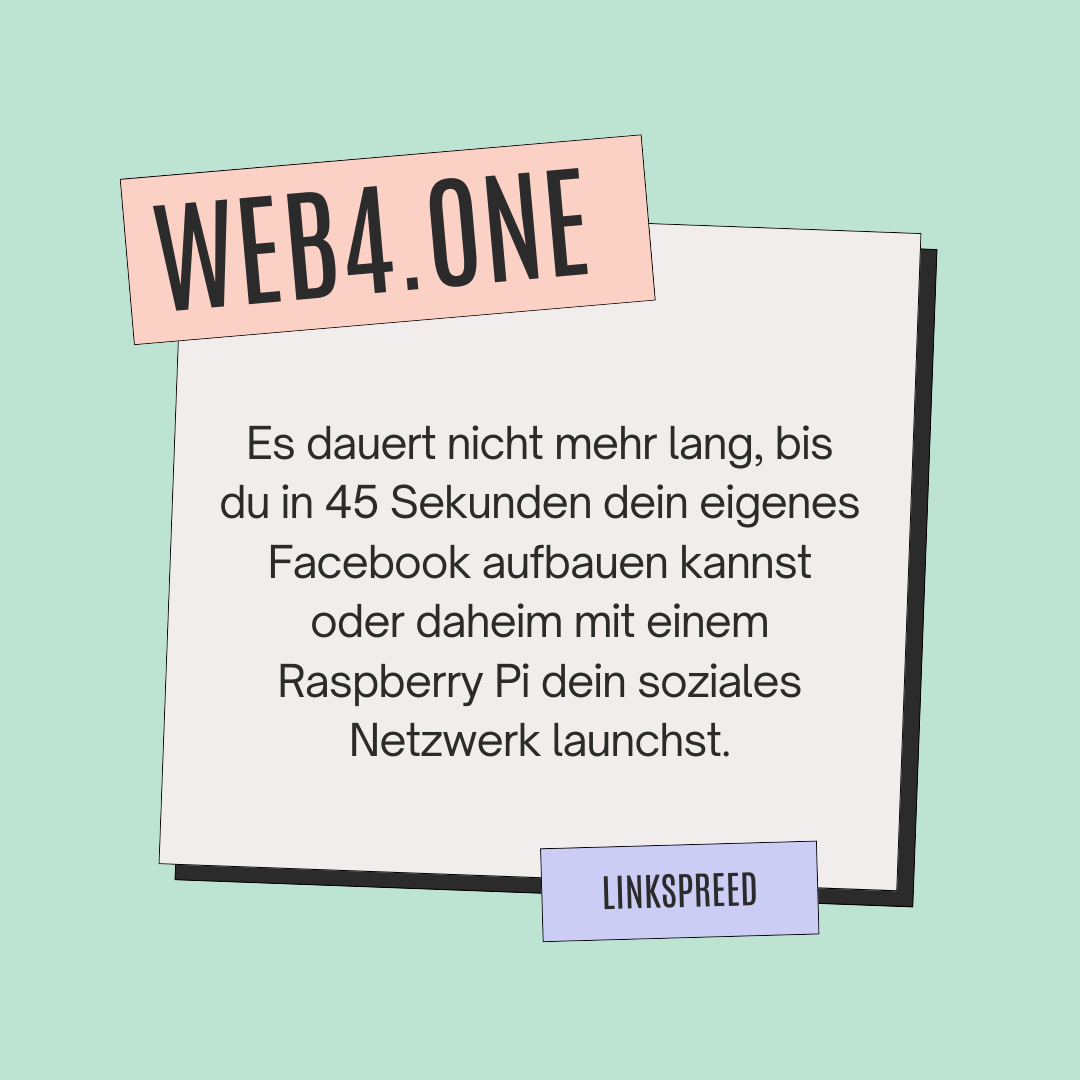 WEB4.ONE
Es dauert nicht mehr lang, bis
du in 45 Sekunden dein eigenes
Facebook aufbauen kannst
oder daheim mit einem
Raspberry Pi dein soziales
Netzwerk launchst.
LINKSPREED